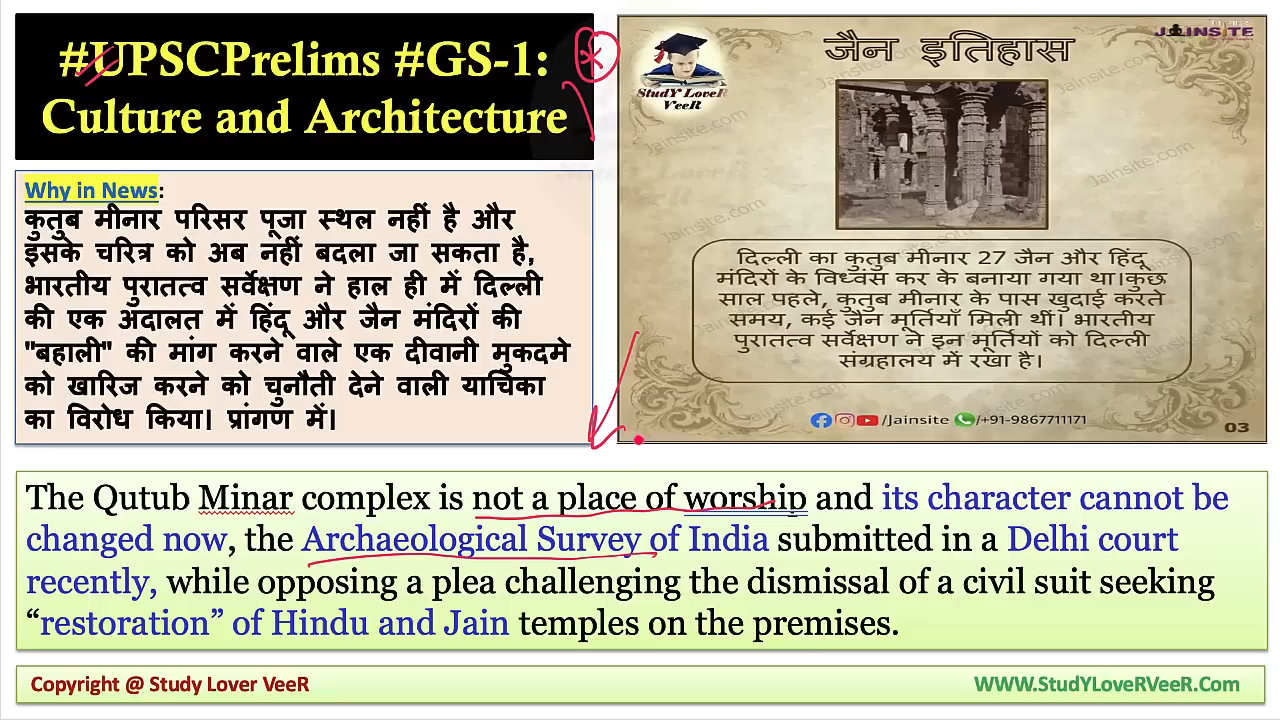 #UPSCPrelims #GS-1:
Culture and Architecture
Why in News:
कुतुब मीनार परिसर पूजा स्थल नहीं है और
इसके चरित्र को अब नहीं बदला जा सकता है,
भारतीय पुरातत्व सर्वेक्षण ने हाल ही में दिल्ली
की एक अदालत में हिंदू और जैन मंदिरों की
"बहाली" की मांग करने वाले एक दीवानी मुकदमे
को खारिज करने को चुनौती देने वाली याचिका
का विरोध किया। प्रांगण में।
StudY LoveR
VeeR
JAINSITE
जैन इतिहास
Jainsite.com
Jainsite.com
दिल्ली का कुतुब मीनार 27 जैन और हिंदू
मंदिरों के विध्वंस कर के बनाया गया था।कुछ
साल पहले, कुतुब मीनार के पास खुदाई करते
समय, कई जैन मूर्तियाँ मिली थीं। भारतीय
पुरातत्व सर्वेक्षण ने इन मूर्तियों को दिल्ली
संग्रहालय में रखा है।
/Jainsite +91-9867711171
03
The Qutub Minar complex is not a place of worship and its character cannot be
changed now, the Archaeological Survey of India submitted in a Delhi court
recently, while opposing a plea challenging the dismissal of a civil suit seeking
“restoration” of Hindu and Jain temples on the premises.
Copyright @ Study Lover VeeR
WWW.StudYLoveRVeeR.Com